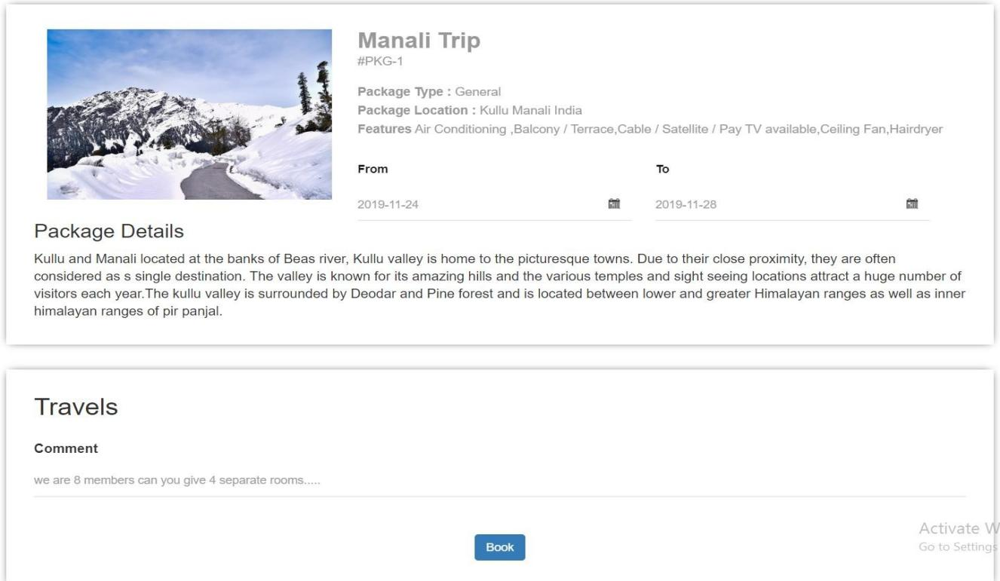 Manali Trip
#PKG-1
Package Type : General
Package Location : Kullu Manali India
Features Air Conditioning ,Balcony / Terrace,Cable / Satellite / Pay TV available,Ceiling Fan,Hairdryer
From
To
2019-11-24
2019-11-28
Package Details
Kullu and Manali located at the banks of Beas river, Kullu valley is home to the picturesque towns. Due to their close proximity, they are often
considered as s single destination. The valley is known for its amazing hills and the various temples and sight seeing locations attract a huge number of
visitors each year.The kullu valley is surrounded by Deodar and Pine forest and is located between lower and greater Himalayan ranges as well as inner
himalayan ranges of pir panjal.
Travels
Comment
we are 8 members can you give 4 separate rooms.....
Book
Activate W
Go to Settings